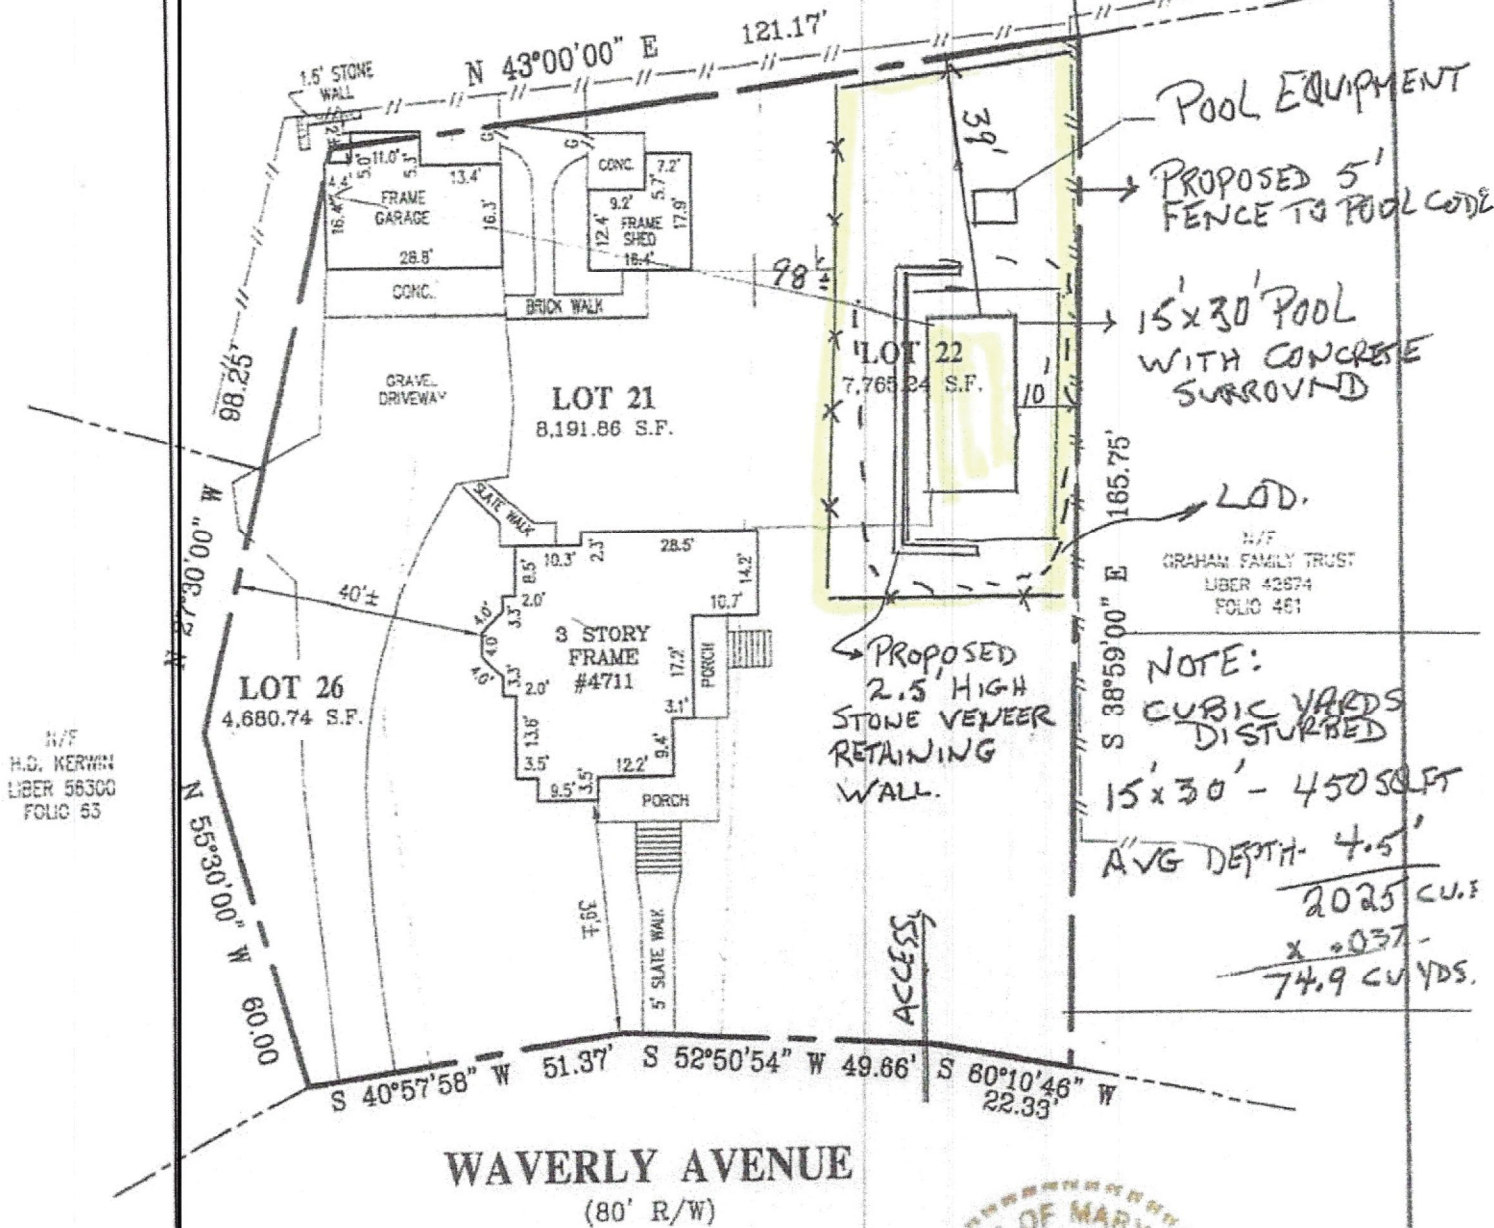 N 43°00'00" E 121.17'
1.5' STONE
WALL
11.0'
5.0'
5.3'
13.4'
4.4'
16.4'
FRAME
GARAGE
16.3'
28.8'
CONC.
G
G
CONC.
7.2'
5.7'
9.2'
12.4'
FRAME
SHED
17.9'
16.4'
BRICK WALK
98'±
39'
POOL EQUIPMENT
PROPOSED 5'
FENCE TO POOL CODE
15'x30' POOL
WITH CONCRETE
SURROUND
10'
LOT 22
7,765.24 S.F.
98.25'
N 27°30'00" W
GRAVEL
DRIVEWAY
LOT 21
8,191.86 S.F.
SLATE WALK
165.75'
S 38°59'00" E
LOD.
N/F
GRAHAM FAMILY TRUST
LIBER 42674
FOLIO 461
40'±
10.3'
2.3'
28.5'
14.2'
8.5'
2.0'
3.3'
4.0'
4.0'
4.0'
3.3'
2.0'
10.7'
3 STORY
FRAME
#4711
17.2'
PORCH
3.1'
9.4'
13.6'
3.5'
9.5'
3.5'
12.2'
PORCH
PROPOSED
2.5' HIGH
STONE VENEER
RETAINING
WALL.
NOTE:
CUBIC YARDS
DISTURBED
15'x30' - 450 SQ.FT
AVG DEPTH - 4.5'
2025 CU.F
x .037 -
74.9 CU YDS.
LOT 26
4,680.74 S.F.
N/F
H.D. KERWIN
LIBER 56300
FOLIO 53
N 55°30'00" W 60.00
39'±
5' SLATE WALK
ACCESS
S 40°57'58" W 51.37'
S 52°50'54" W 49.66'
S 60°10'46" W
22.33'
WAVERLY AVENUE
(80' R/W)
OF MARY